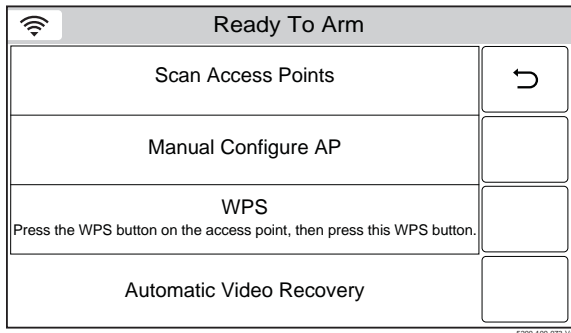 Ready To Arm
Scan Access Points
Manual Configure AP
WPS
Press the WPS button on the access point, then press this WPS button.
Automatic Video Recovery